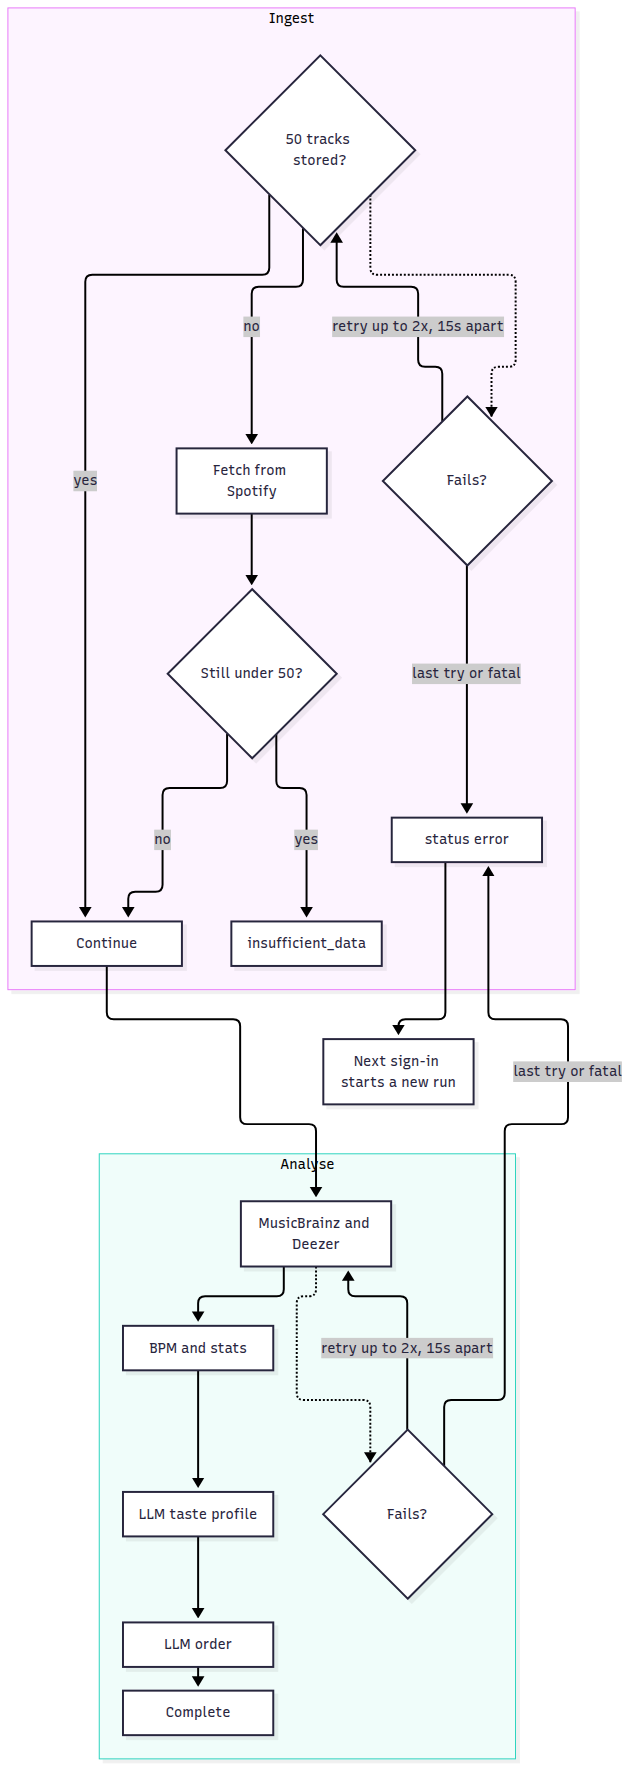 Ingest
50 tracks
stored?
no
retry up to 2x, 15s apart
yes
Fetch from
Spotify
Fails?
Still under 50?
last try or fatal
no
yes
status error
Continue
insufficient_data
Next sign-in
starts a new run
last try or fatal
Analyse
MusicBrainz and
Deezer
BPM and stats
retry up to 2x, 15s apart
LLM taste profile
Fails?
LLM order
Complete